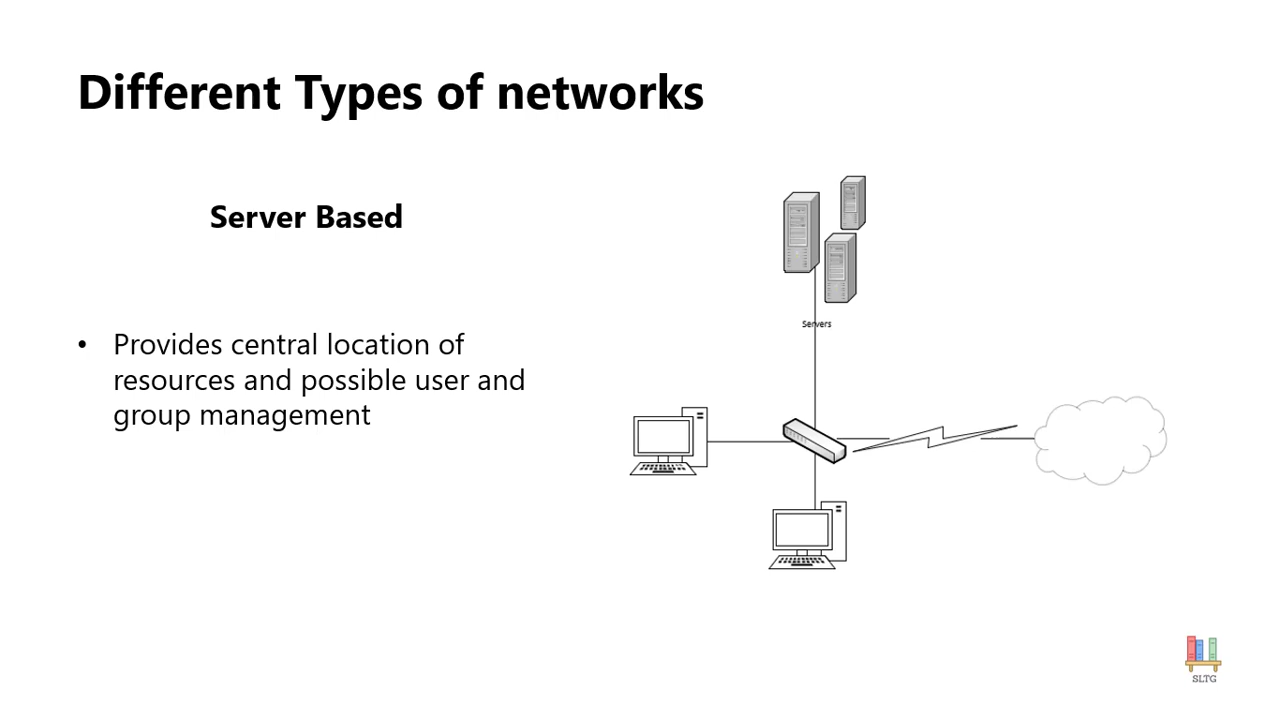 Different Types of networks
Server Based
• Provides central location of
resources and possible user and
group management
Servers
SLTG